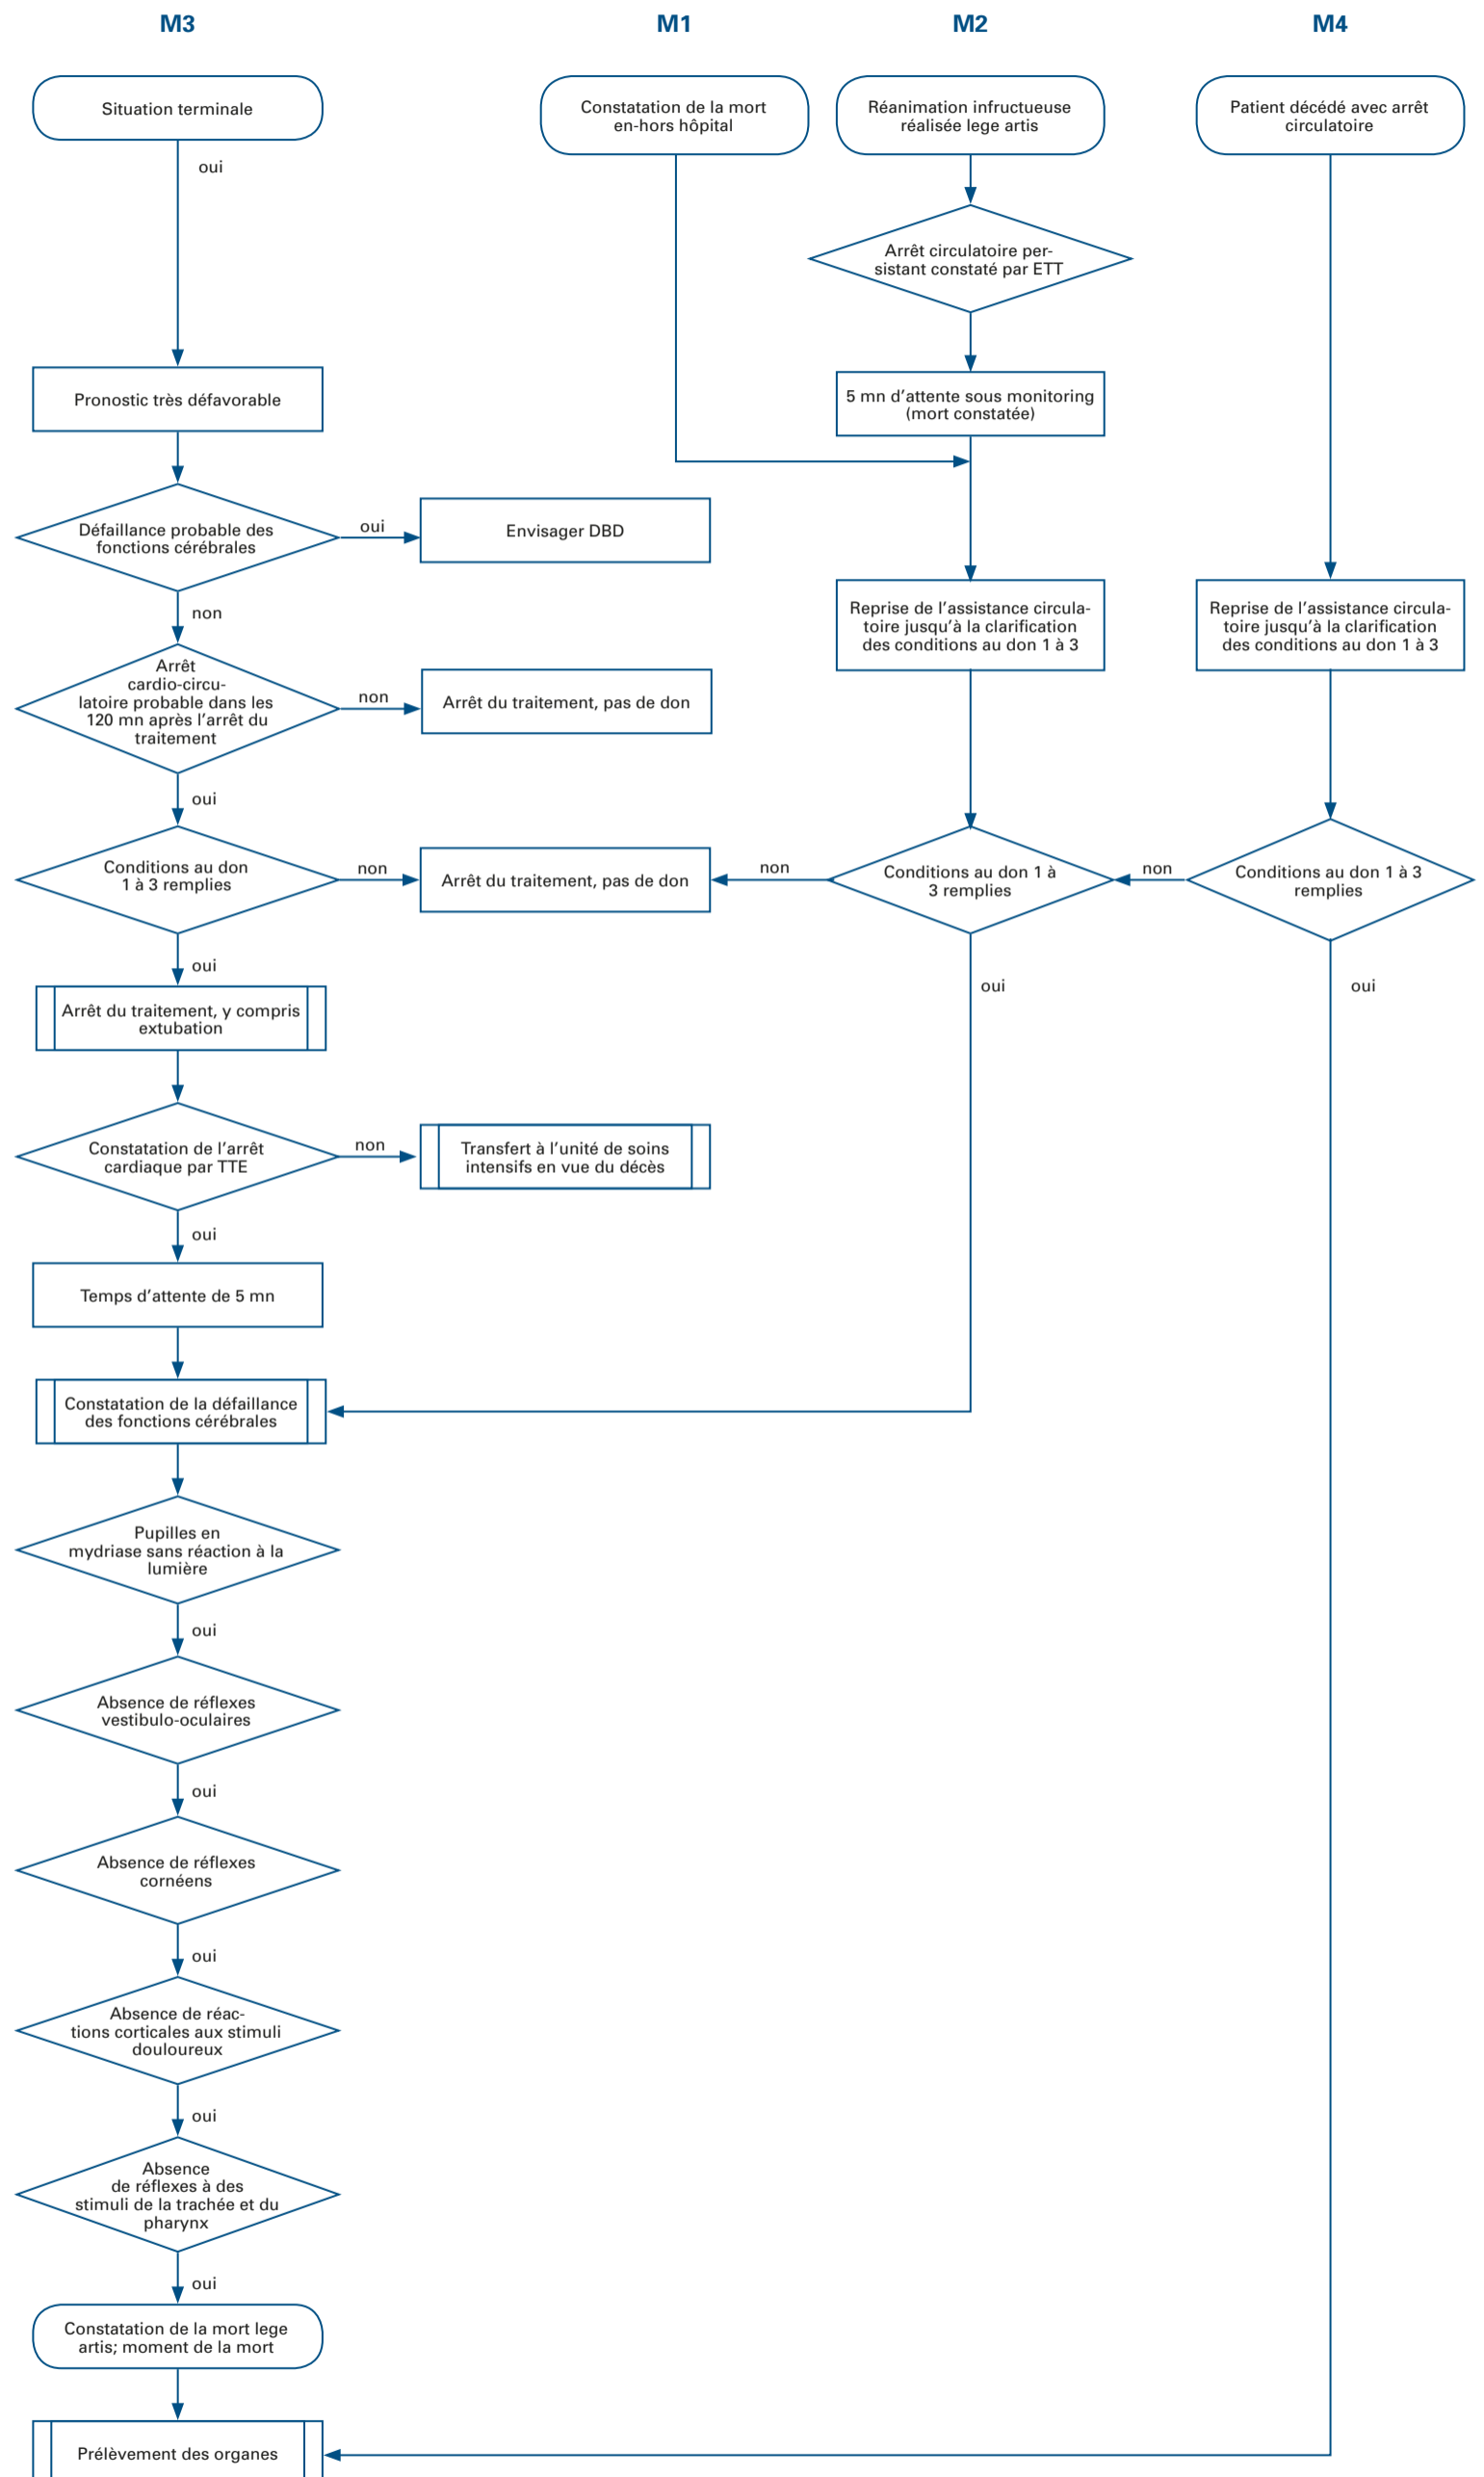 M3
M1
M2
M4
Situation terminale
Constatation de la mort
en-hors hôpital
Réanimation infructueuse
réalisée lege artis
Patient décédé avec arrêt
circulatoire
oui
Arrêt circulatoire per-
sistant constaté par ETT
Pronostic très défavorable
5 mn d’attente sous monitoring
(mort constatée)
Défaillance probable des
fonctions cérébrales
oui
Envisager DBD
non
Reprise de l’assistance circula-
toire jusqu’à la clarification
des conditions au don 1 à 3
Reprise de l’assistance circula-
toire jusqu’à la clarification
des conditions au don 1 à 3
Arrêt
cardio-circu-
latoire probable dans les
120 mn après l’arrêt du
traitement
non
Arrêt du traitement, pas de don
oui
Conditions au don
1 à 3 remplies
non
Arrêt du traitement, pas de don
non
Conditions au don 1 à
3 remplies
non
Conditions au don 1 à 3
remplies
oui
oui
oui
Arrêt du traitement, y compris
extubation
Constatation de l’arrêt
cardiaque par TTE
non
Transfert à l’unité de soins
intensifs en vue du décès
oui
Temps d’attente de 5 mn
Constatation de la défaillance
des fonctions cérébrales
Pupilles en
mydriase sans réaction à la
lumière
oui
Absence de réflexes
vestibulo-oculaires
oui
Absence de réflexes
cornéens
oui
Absence de réac-
tions corticales aux stimuli
douloureux
oui
Absence
de réflexes à des
stimuli de la trachée et du
pharynx
oui
Constatation de la mort lege
artis; moment de la mort
Prélèvement des organes